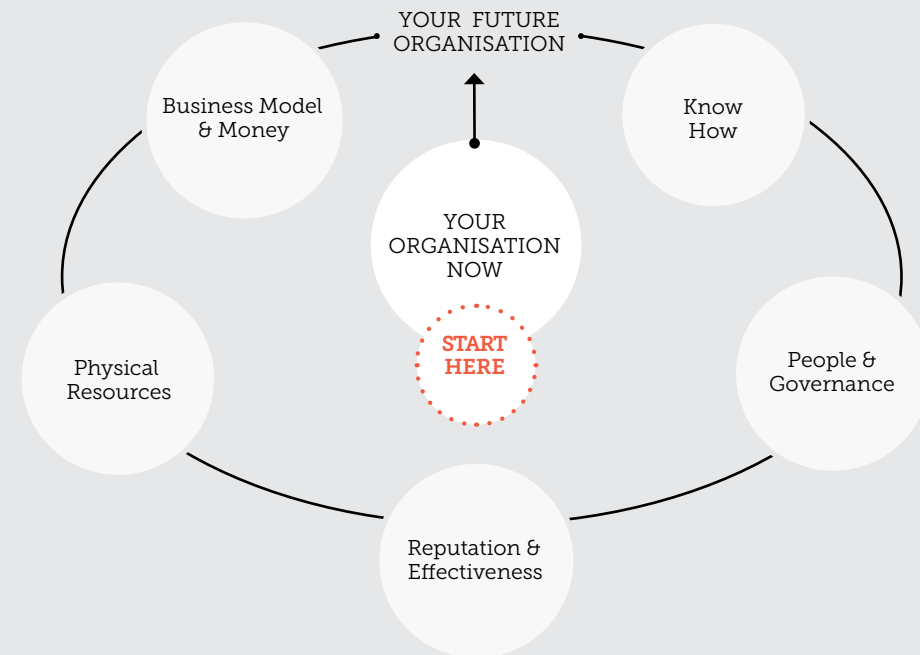 YOUR FUTURE
ORGANISATION
Business Model
& Money
Know
How
YOUR
ORGANISATION
NOW
START
HERE
Physical
Resources
People &
Governance
Reputation &
Effectiveness